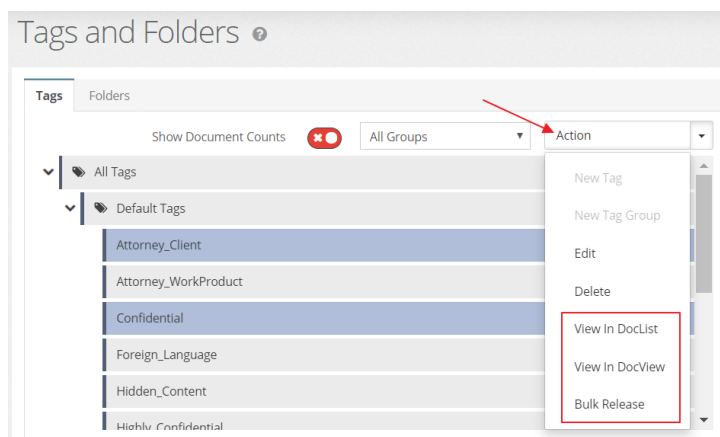 Tags and Folders ?
Tags Folders
Show Document Counts All Groups Action
All Tags
Default Tags
Attorney_Client
Attorney_WorkProduct
Confidential
Foreign_Language
Hidden_Content
Highly_Confidential
New Tag
New Tag Group
Edit
Delete
View In DocList
View In DocView
Bulk Release